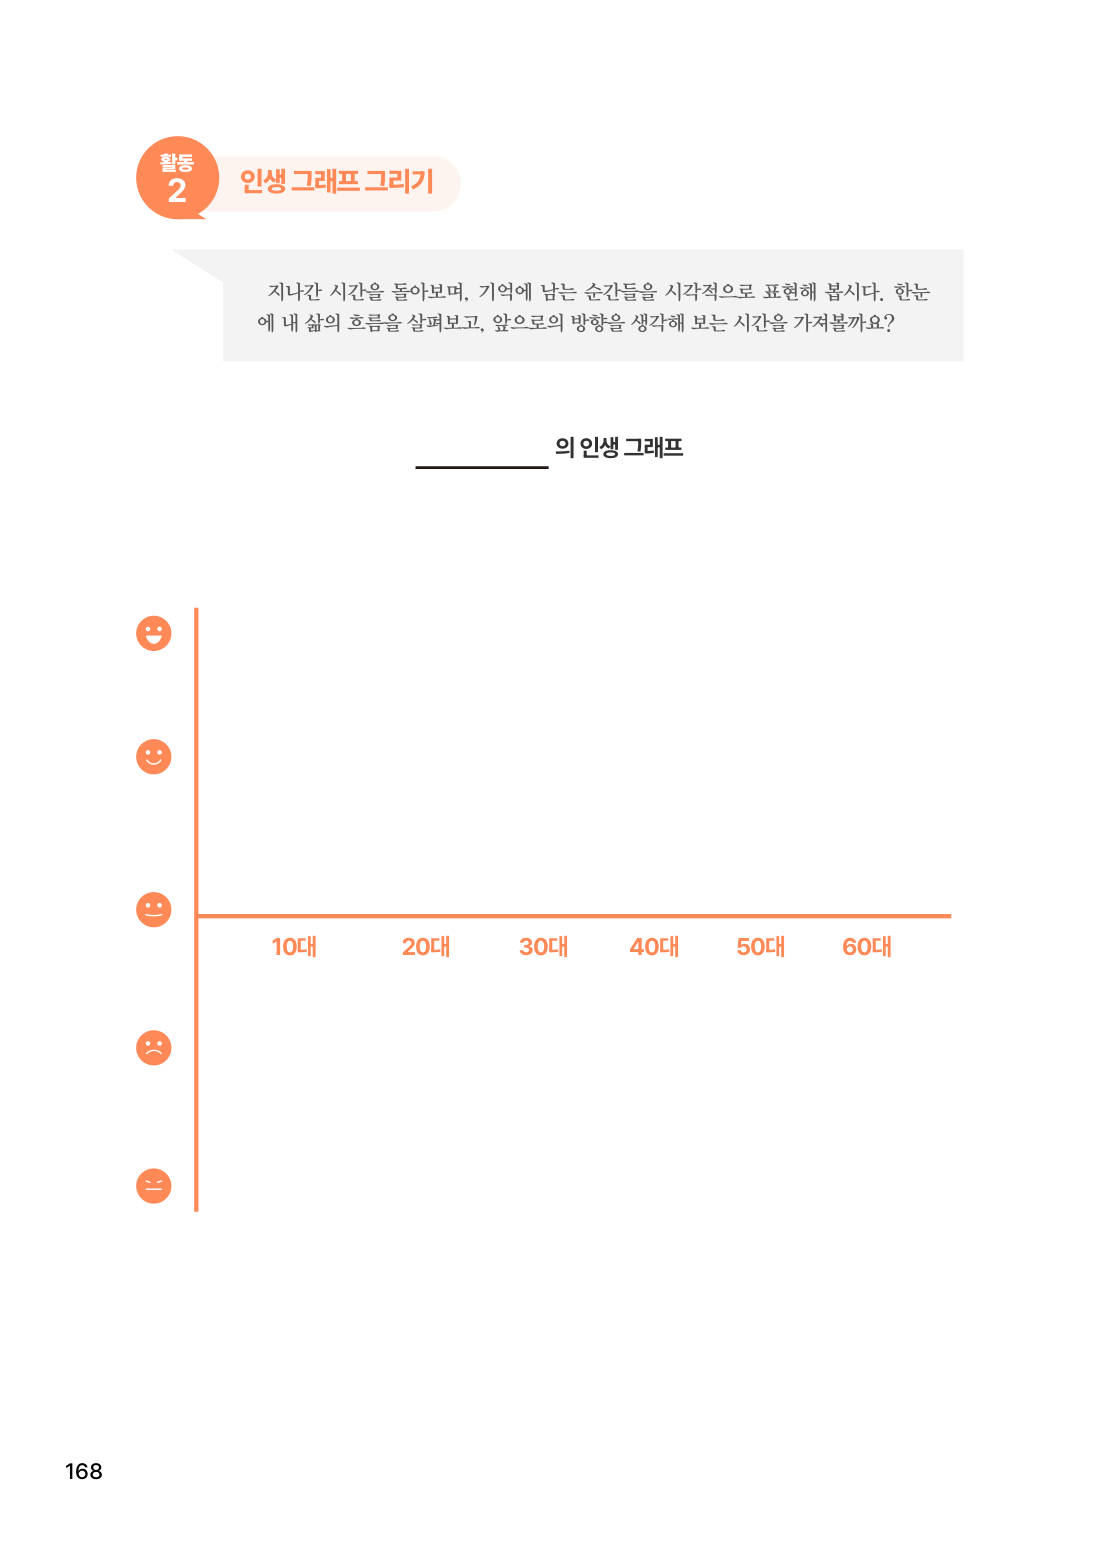 활동
2
인생 그래프 그리기
지나간 시간을 돌아보며, 기억에 남는 순간들을 시각적으로 표현해 봅시다. 한눈
에 내 삶의 흐름을 살펴보고, 앞으로의 방향을 생각해 보는 시간을 가져볼까요?
의 인생 그래프
10대 20대 30대 40대 50대 60대
168